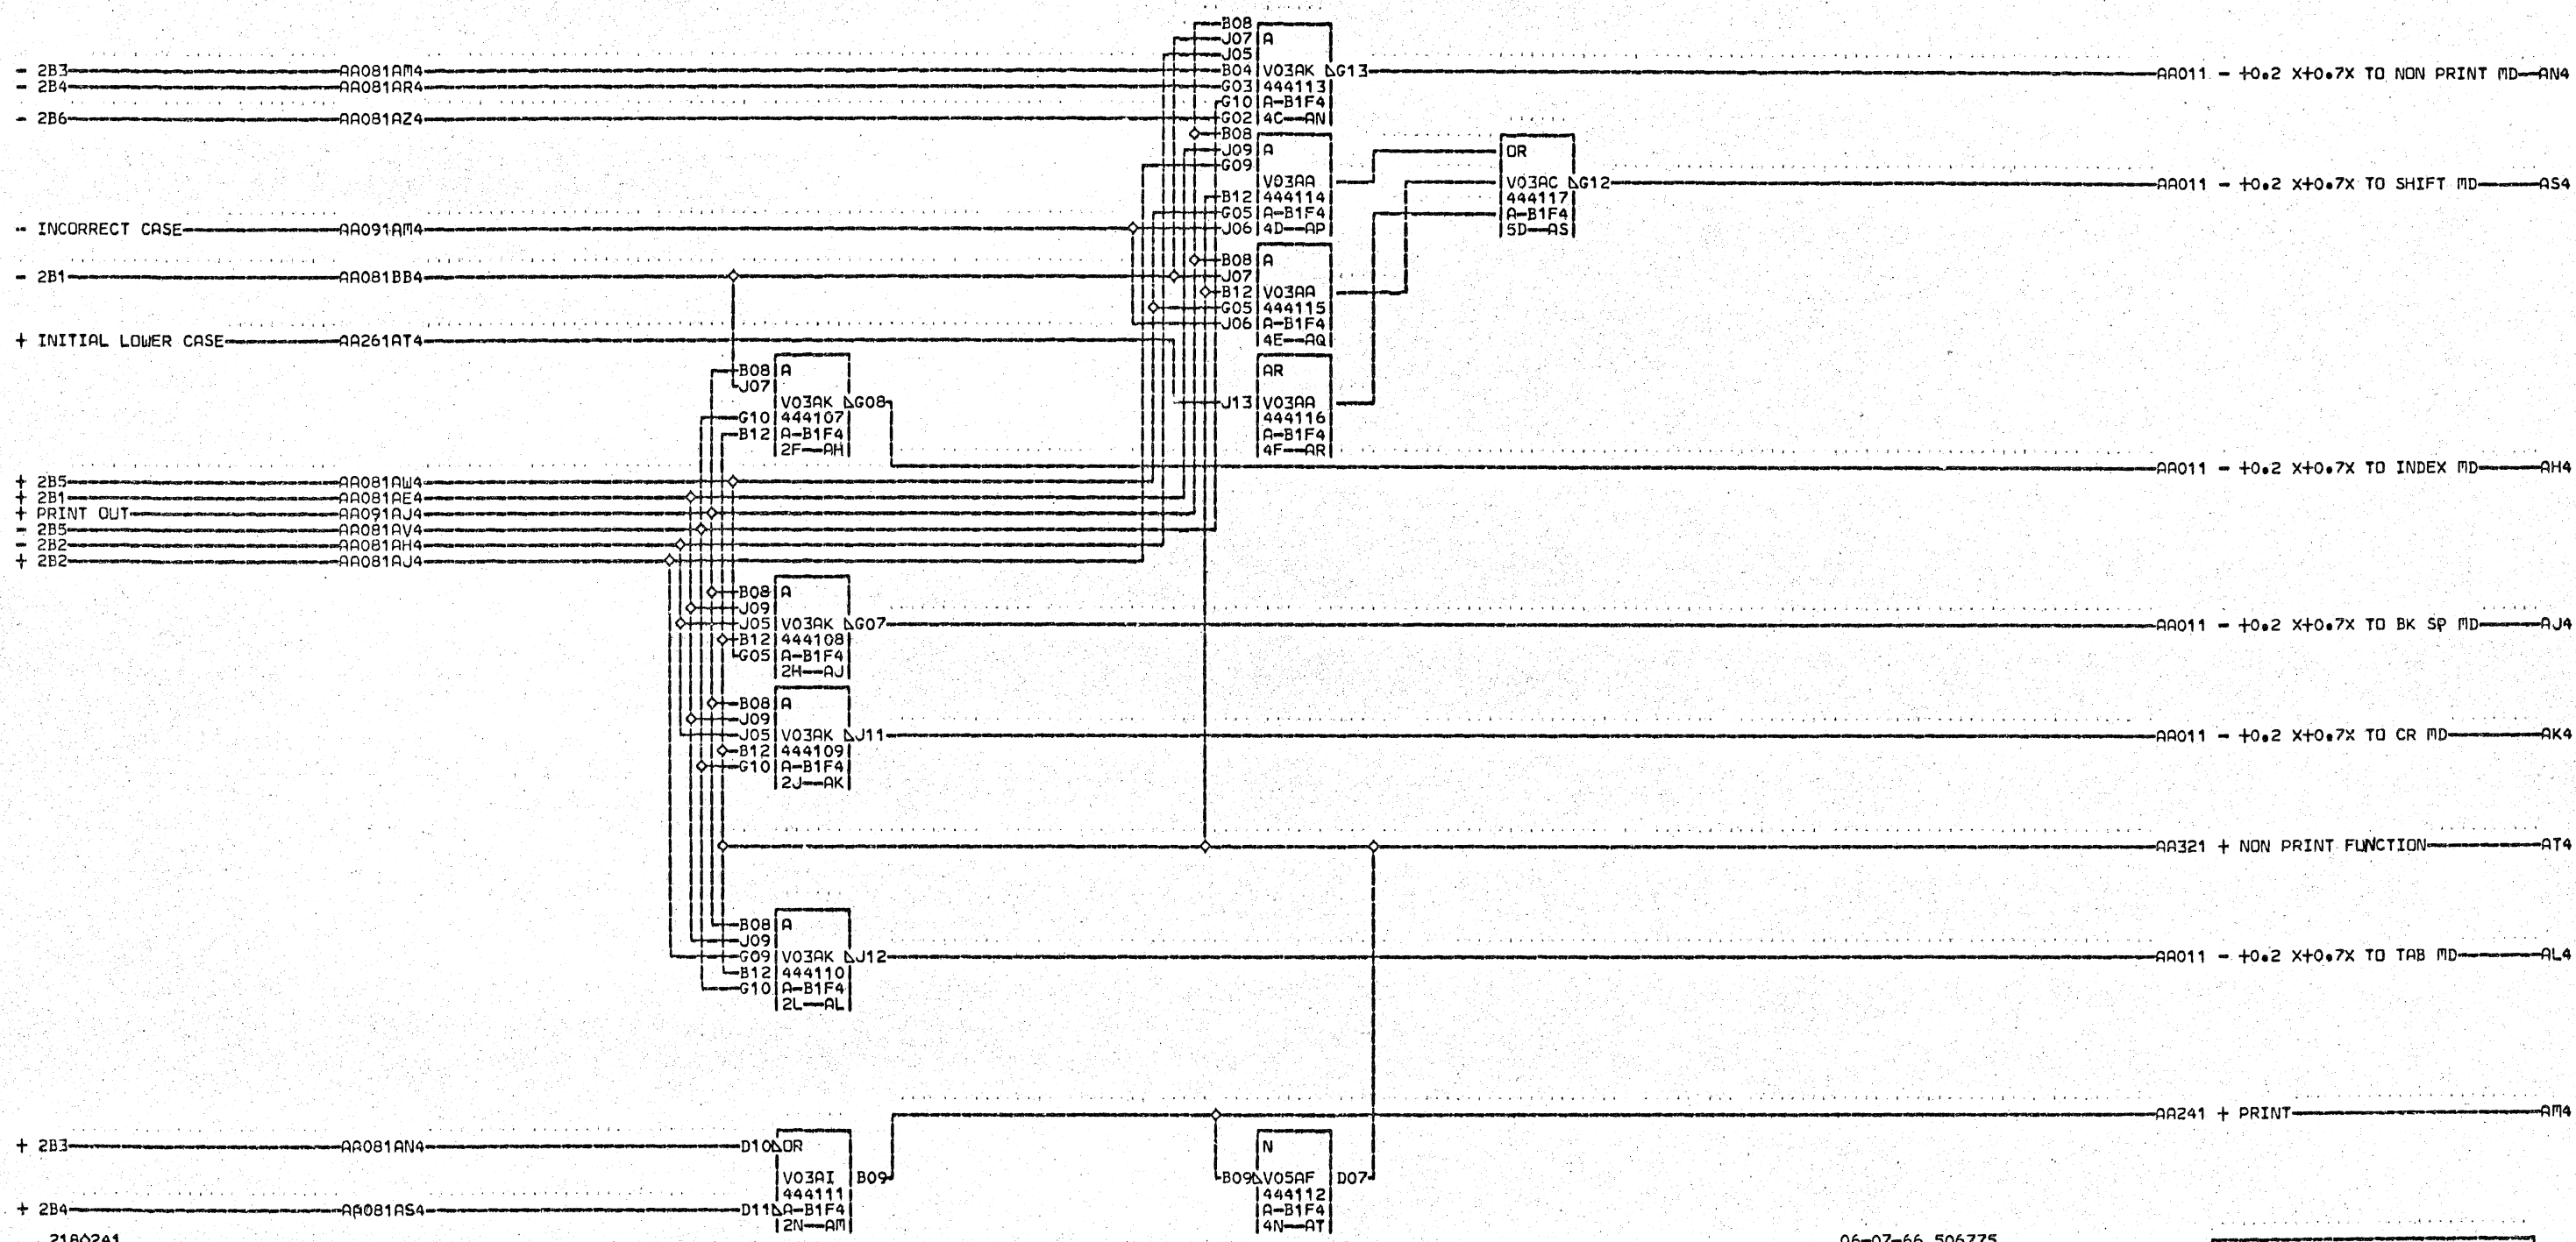 B08
J07 A
J05
- 2B3 AA081AM4 B04 V03AK G13 AA011 - +0.2 X+0.7X TO NON PRINT MD AN4
- 2B4 AA081AR4 G03 444113
G10 A-B1F4
- 2B6 AA081AZ4 G02 4C AN
B08
J09 A OR
G09
V03AA V03AC G12 AA011 - +0.2 X+0.7X TO SHIFT MD AS4
B12 444114 444117
G05 A-B1F4 A-B1F4
- INCORRECT CASE AA091AM4 J06 4D AP 5D AS
B08 A
- 2B1 AA081BB4 J07
B12 V03AA
G05 444115
J06 A-B1F4
+ INITIAL LOWER CASE AA261AT4 4E AQ
B08 A AR
J07
V03AK G08 J13 V03AA
G10 444107 444116
B12 A-B1F4 A-B1F4
2F AH 4F AR
AA011 - +0.2 X+0.7X TO INDEX MD AH4
+ 2B5 AA081AW4
+ 2B1 AA081AE4
+ PRINT OUT AA091AJ4
- 2B5 AA081AV4
- 2B2 AA081AH4
+ 2B2 AA081AJ4
B08 A
J09
J05 V03AK G07 AA011 - +0.2 X+0.7X TO BK SP MD AJ4
B12 444108
G05 A-B1F4
2H AJ
B08 A
J09
J05 V03AK J11 AA011 - +0.2 X+0.7X TO CR MD AK4
B12 444109
G10 A-B1F4
2J AK
AA321 + NON PRINT FUNCTION AT4
B08 A
J09
G09 V03AK J12 AA011 - +0.2 X+0.7X TO TAB MD AL4
B12 444110
G10 A-B1F4
2L AL
AA241 + PRINT AM4
+ 2B3 AA081AN4 D10 OR N
V03AI B09 B09 V05AF D07
444111 444112
+ 2B4 AA081AS4 D11 A-B1F4 A-B1F4
2N AM 4N AT
2180241 06-07-66 506775